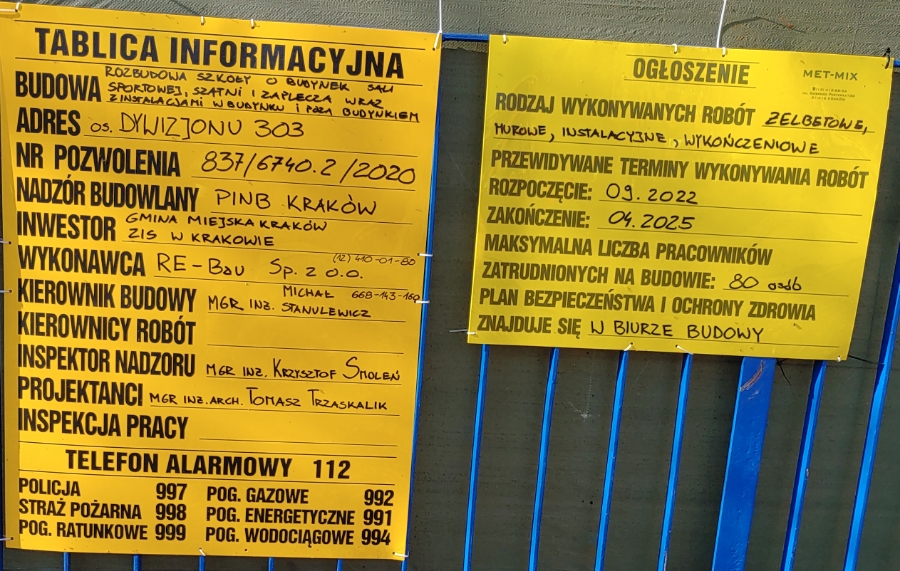 TABLICA INFORMACYJNA
BUDOWA ROZBUDOWA SZKOŁY O BUDYNEK SALI
SPORTOWEJ, SZATNI I ZAPLECZA WRAZ
Z INSTALACJAMI W BUDYNKU I POZA BUDYNKIEM
ADRES os. DYWIZJONU 303
NR POZWOLENIA 837/6740.2/2020
NADZÓR BUDOWLANY PINB KRAKÓW
INWESTOR GMINA MIEJSKA KRAKÓW
ZIS W KRAKOWIE
WYKONAWCA RE-Bau Sp. z o.o. (12) 410-01-80
KIEROWNIK BUDOWY MGR INŻ. MICHAŁ STANULEWICZ 668-143-160
KIEROWNICY ROBÓT
INSPEKTOR NADZORU MGR INŻ. KRZYSZTOF SMOLEŃ
PROJEKTANCI MGR INŻ. ARCH. TOMASZ TRZASKALIK
INSPEKCJA PRACY
TELEFON ALARMOWY 112
POLICJA 997 POG. GAZOWE 992
STRAŻ POŻARNA 998 POG. ENERGETYCZNE 991
POG. RATUNKOWE 999 POG. WODOCIĄGOWE 994
OGŁOSZENIE
MET-MIX
RODZAJ WYKONYWANYCH ROBÓT ŻELBETOWE,
MUROWE, INSTALACYJNE, WYKOŃCZENIOWE
PRZEWIDYWANE TERMINY WYKONYWANIA ROBÓT
ROZPOCZĘCIE: 09.2022
ZAKOŃCZENIE: 04.2025
MAKSYMALNA LICZBA PRACOWNIKÓW
ZATRUDNIONYCH NA BUDOWIE: 80 osób
PLAN BEZPIECZEŃSTWA I OCHRONY ZDROWIA
ZNAJDUJE SIĘ W BIURZE BUDOWY